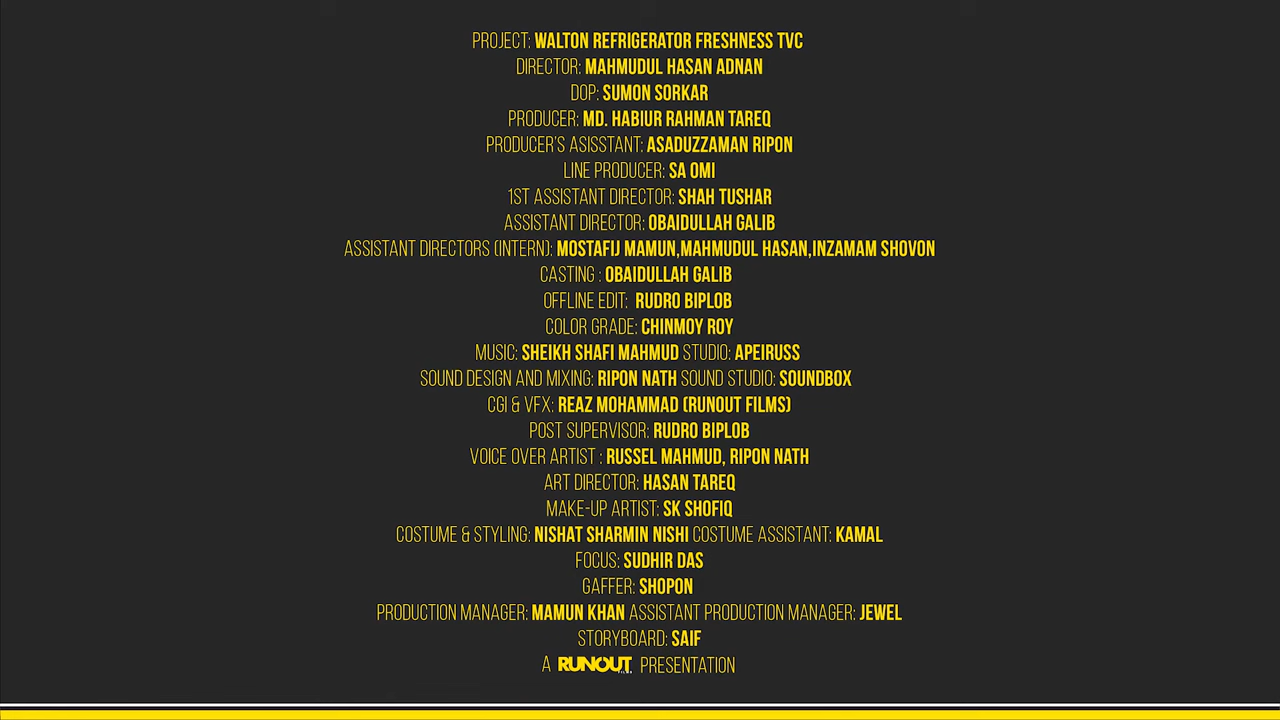 PROJECT: WALTON REFRIGERATOR FRESHNESS TVC
DIRECTOR: MAHMUDUL HASAN ADNAN
DOP: SUMON SORKAR
PRODUCER: MD. HABIUR RAHMAN TAREQ
PRODUCER'S ASISSTANT: ASADUZZAMAN RIPON
LINE PRODUCER: SA OMI
1ST ASSISTANT DIRECTOR: SHAH TUSHAR
ASSISTANT DIRECTOR: OBAIDULLAH GALIB
ASSISTANT DIRECTORS (INTERN): MOSTAFIJ MAMUN,MAHMUDUL HASAN,INZAMAM SHOVON
CASTING : OBAIDULLAH GALIB
OFFLINE EDIT: RUDRO BIPLOB
COLOR GRADE: CHINMOY ROY
MUSIC: SHEIKH SHAFI MAHMUD STUDIO: APEIRUSS
SOUND DESIGN AND MIXING: RIPON NATH SOUND STUDIO: SOUNDBOX
CGI & VFX: REAZ MOHAMMAD (RUNOUT FILMS)
POST SUPERVISOR: RUDRO BIPLOB
VOICE OVER ARTIST : RUSSEL MAHMUD, RIPON NATH
ART DIRECTOR: HASAN TAREQ
MAKE-UP ARTIST: SK SHOFIQ
COSTUME & STYLING: NISHAT SHARMIN NISHI COSTUME ASSISTANT: KAMAL
FOCUS: SUDHIR DAS
GAFFER: SHOPON
PRODUCTION MANAGER: MAMUN KHAN ASSISTANT PRODUCTION MANAGER: JEWEL
STORYBOARD: SAIF
A RUNOUT PRESENTATION